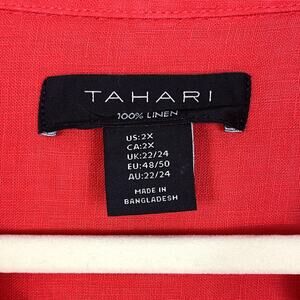 TAHARI
100% LINEN
US:2X
CA:2X
UK:22/24
EU:48/50
AU:22/24
MADE IN
BANGLADESH